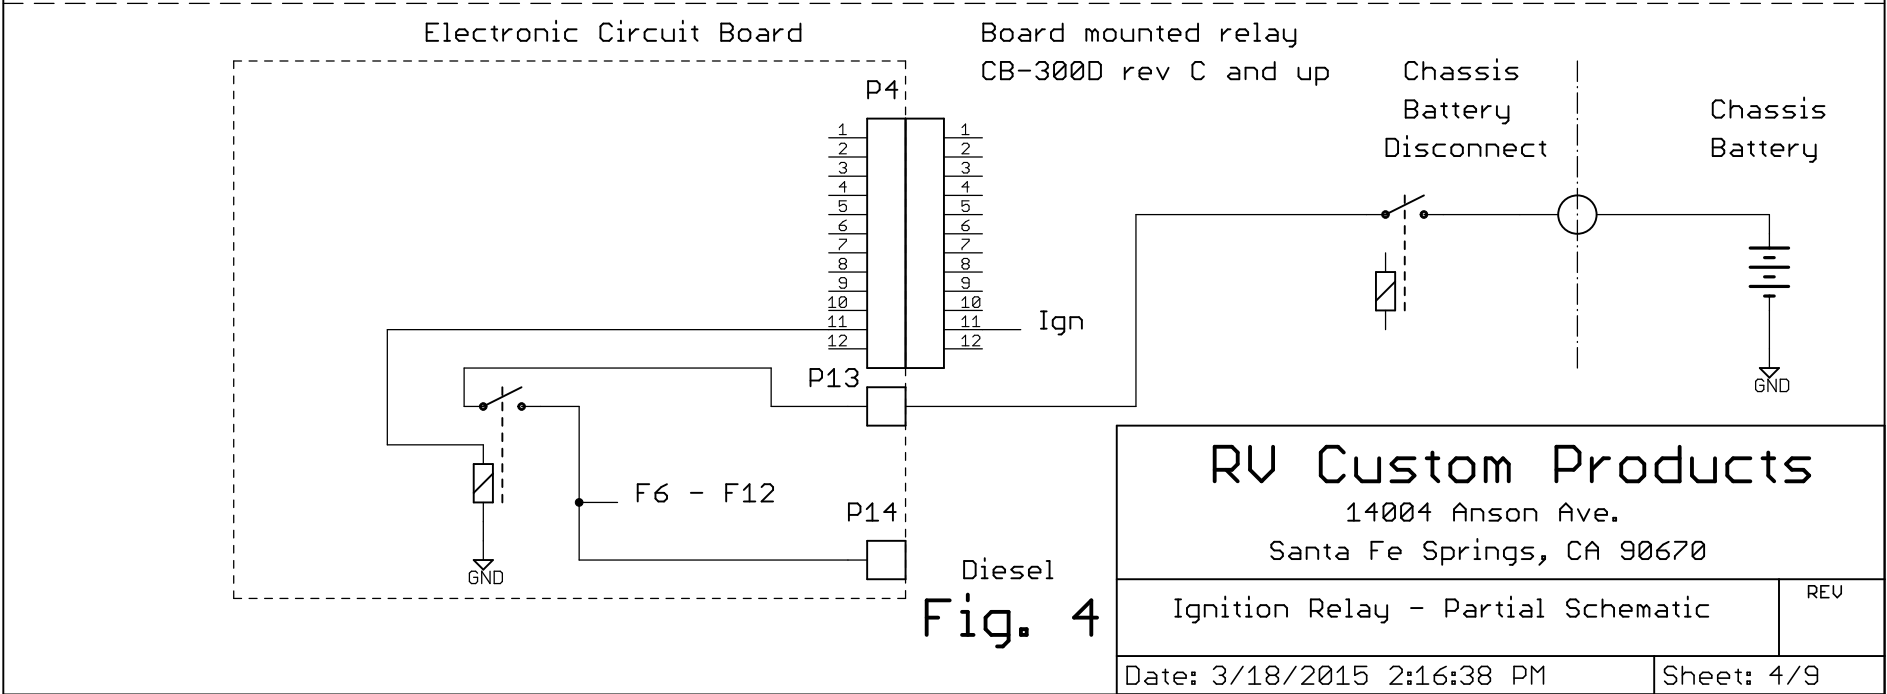 Electronic Circuit Board
Board mounted relay
CB-300D rev C and up
Chassis
Battery
Disconnect
Chassis
Battery
P4
1 1
2 2
3 3
4 4
5 5
6 6
7 7
8 8
9 9
10 10
11 11 Ign
12 12
P13
GND
F6 - F12
P14
GND
Diesel
Fig. 4
RV Custom Products
14004 Anson Ave.
Santa Fe Springs, CA 90670
Ignition Relay - Partial Schematic
REV
Date: 3/18/2015 2:16:38 PM
Sheet: 4/9